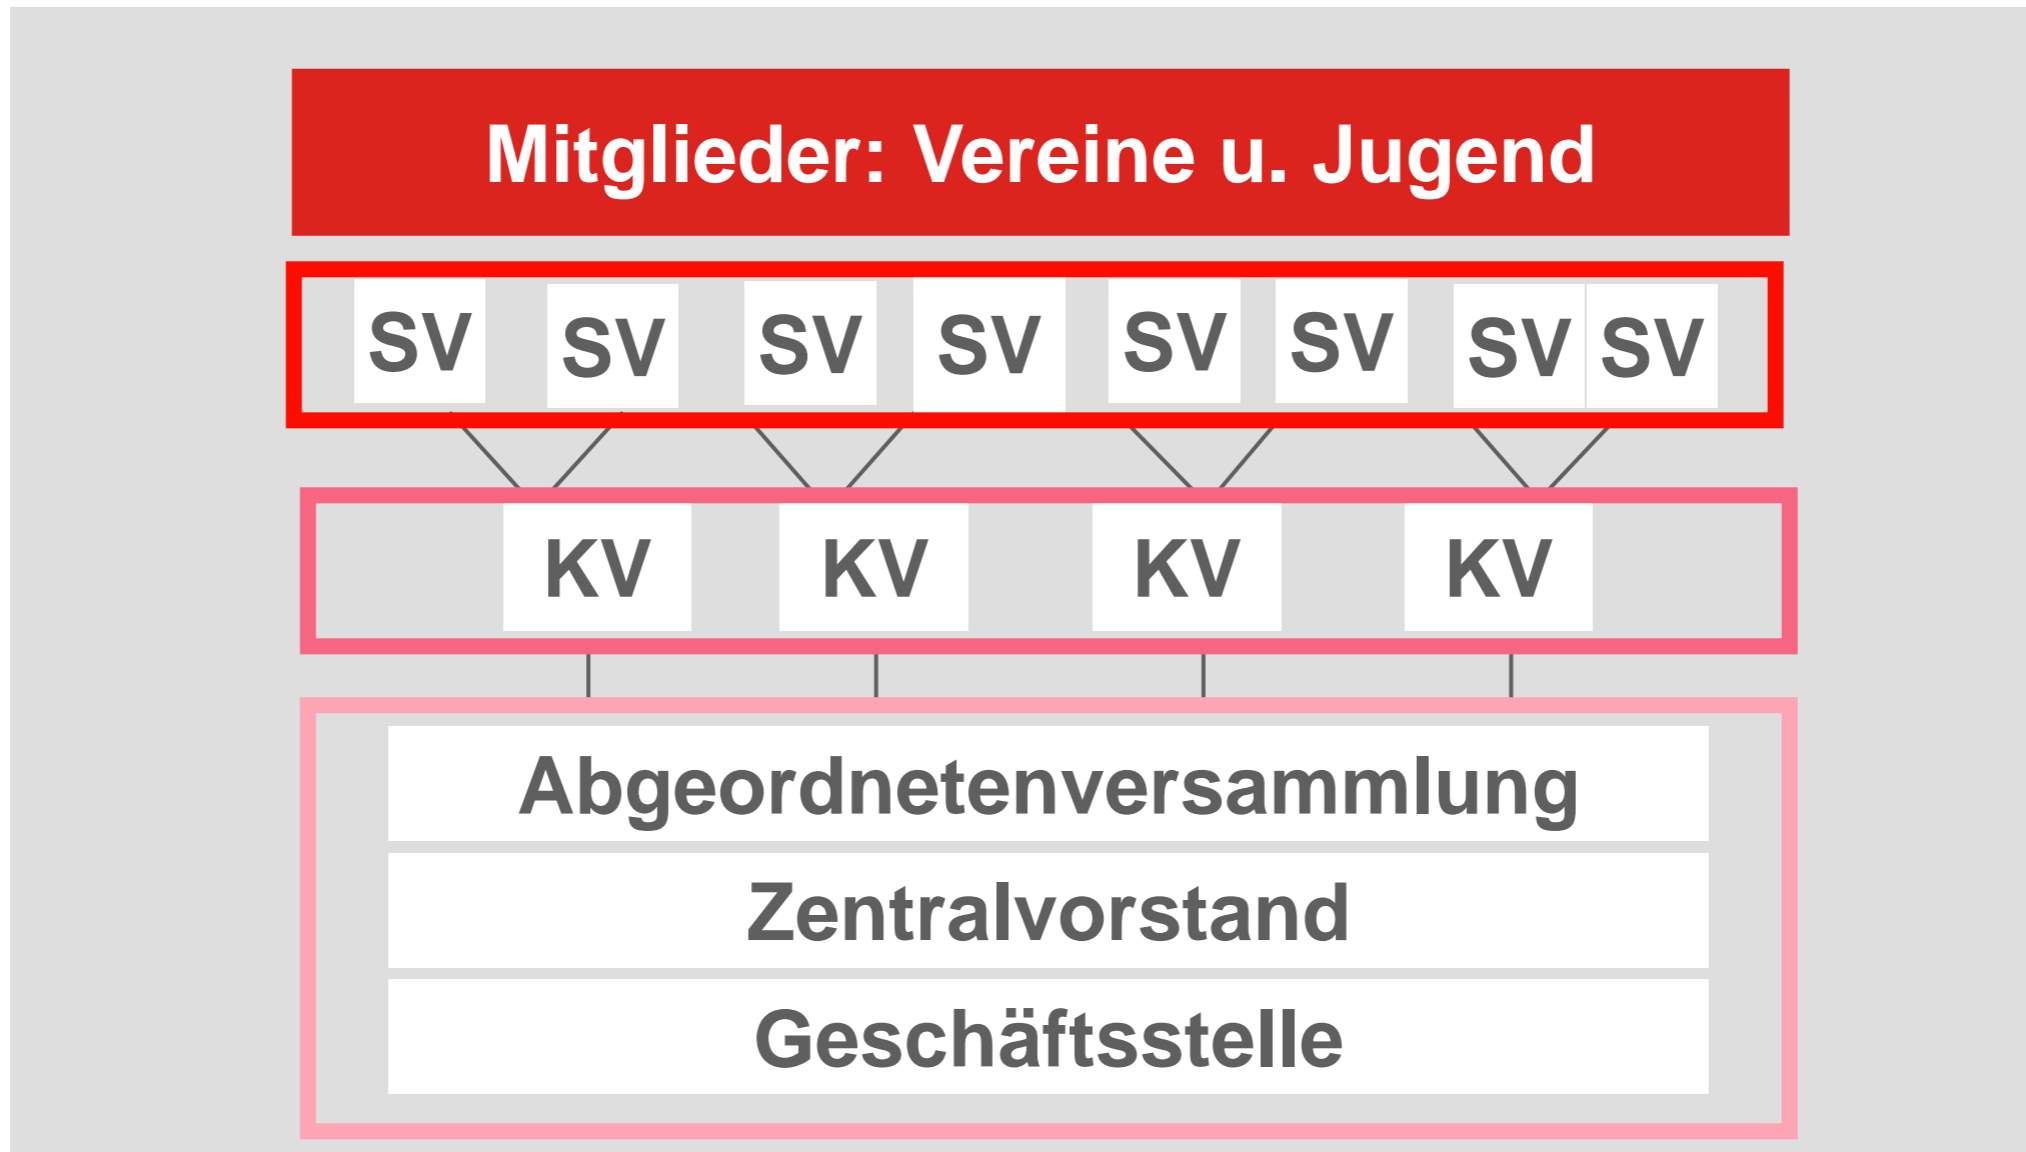 Mitglieder: Vereine u. Jugend
SV SV SV SV SV SV SV SV
KV KV KV KV
Abgeordnetenversammlung
Zentralvorstand
Geschäftsstelle